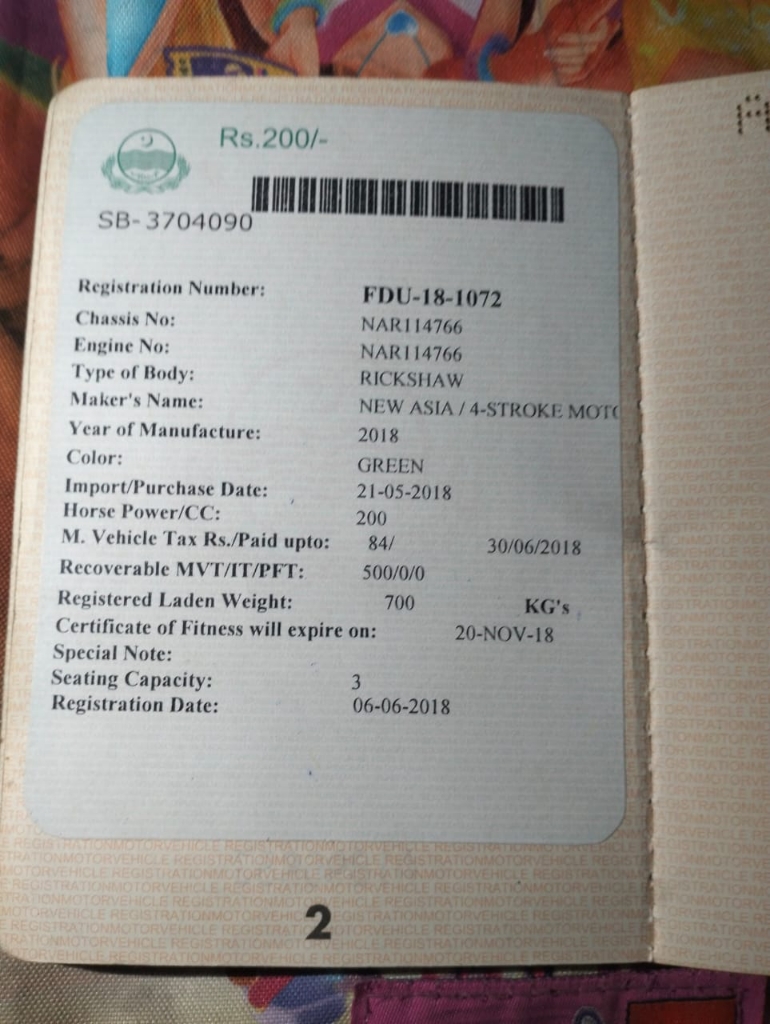 Rs.200/-
SB-3704090
Registration Number: FDU-18-1072
Chassis No: NAR114766
Engine No: NAR114766
Type of Body: RICKSHAW
Maker's Name: NEW ASIA / 4-STROKE MOTO
Year of Manufacture: 2018
Color: GREEN
Import/Purchase Date: 21-05-2018
Horse Power/CC: 200
M. Vehicle Tax Rs./Paid upto: 84/ 30/06/2018
Recoverable MVT/IT/PFT: 500/0/0
Registered Laden Weight: 700 KG's
Certificate of Fitness will expire on: 20-NOV-18
Special Note:
Seating Capacity: 3
Registration Date: 06-06-2018
2